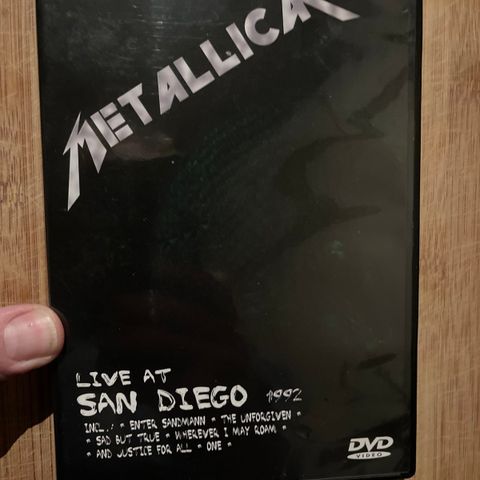 METALLICA
LIVE AT
SAN DIEGO 1992
INCL.: " ENTER SANDMANN " THE UNFORGIVEN "
" SAD BUT TRUE " WHEREVER I MAY ROAM "
" AND JUSTICE FOR ALL " ONE "
DVD
VIDEO